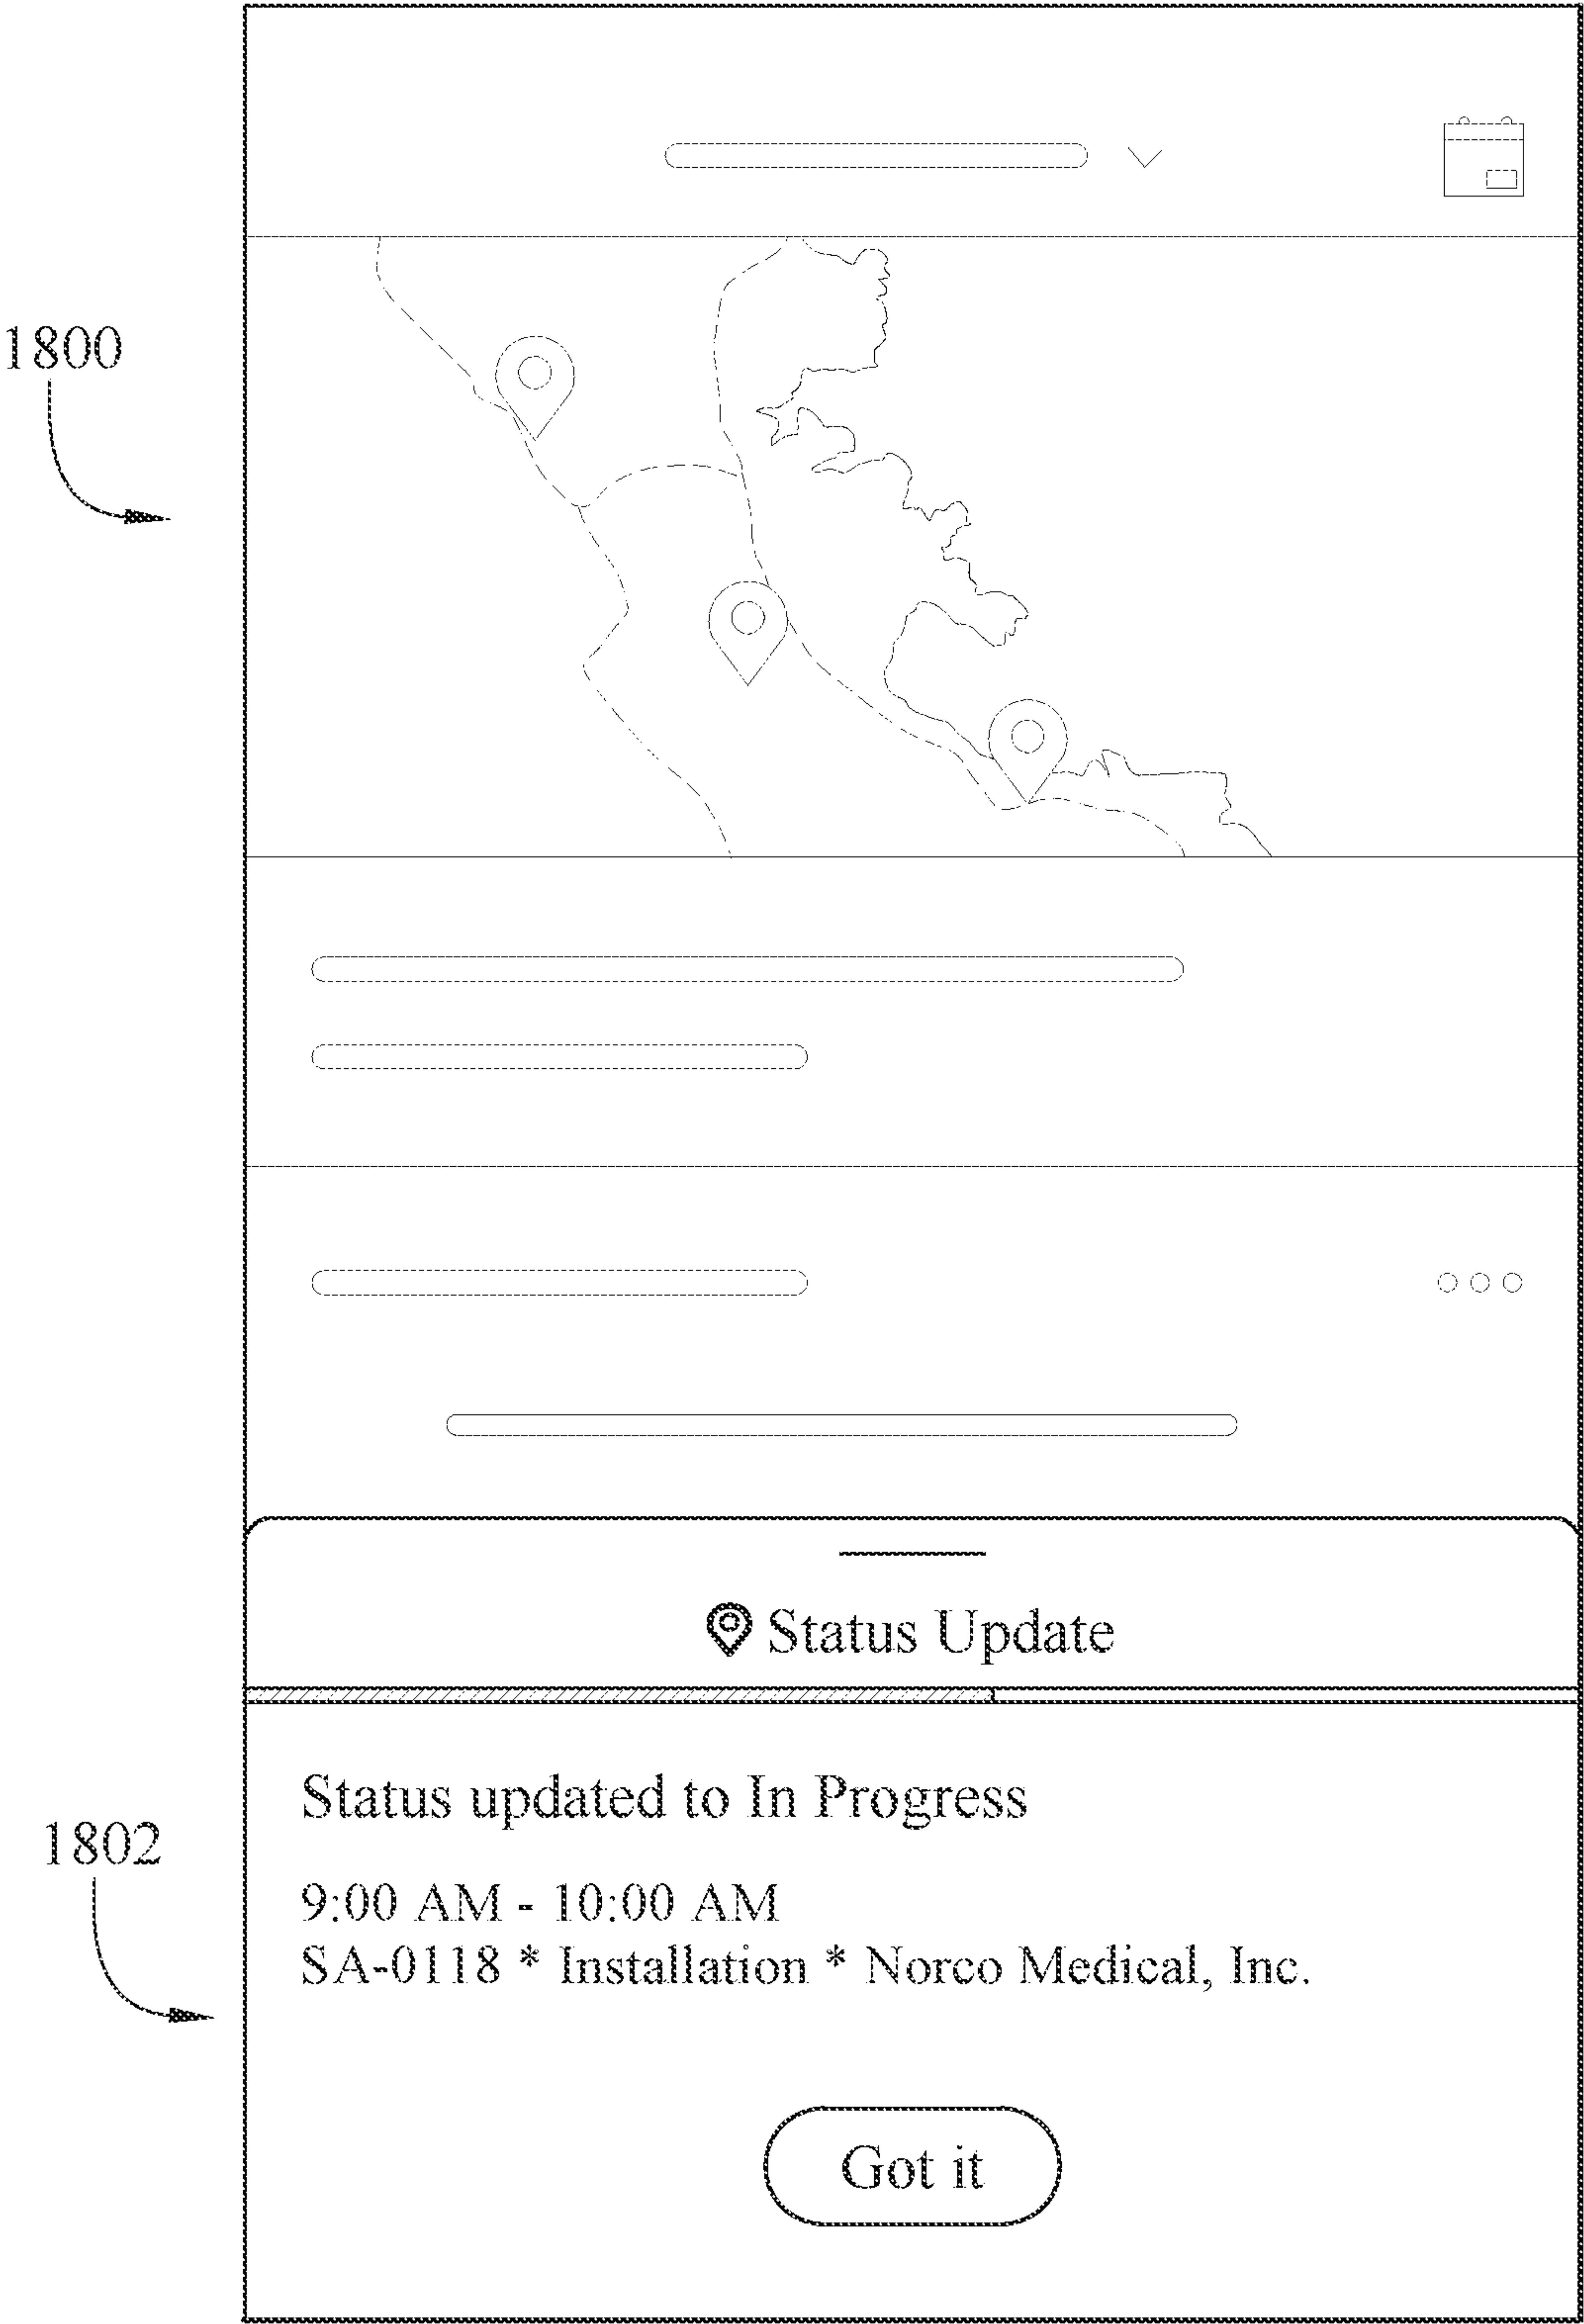 1800
Status Update
Status updated to In Progress
1802
9:00 AM - 10:00 AM
SA-0118 * Installation * Norco Medical, Inc.
Got it